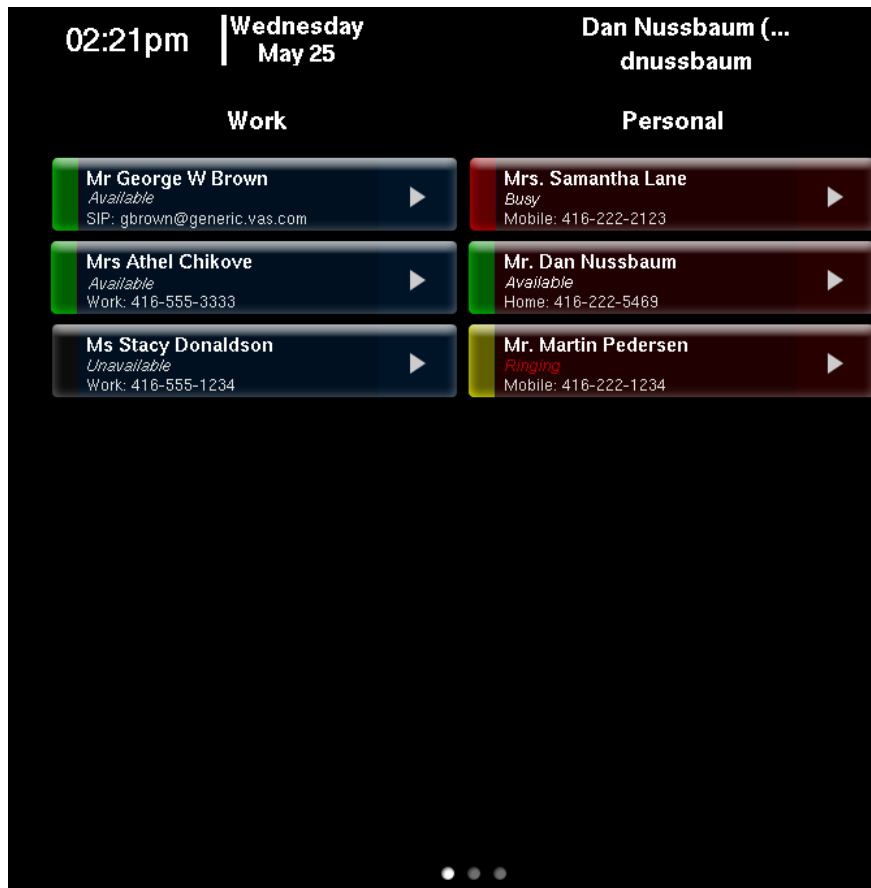 02:21pm
Wednesday
May 25
Dan Nussbaum (...
dnussbaum
Work
Mr George W Brown
Available
SIP: gbrown@generic.vas.com
Mrs Athel Chikove
Available
Work: 416-555-3333
Ms Stacy Donaldson
Unavailable
Work: 416-555-1234
Personal
Mrs. Samantha Lane
Busy
Mobile: 416-222-2123
Mr. Dan Nussbaum
Available
Home: 416-222-5469
Mr. Martin Pedersen
Ringing
Mobile: 416-222-1234